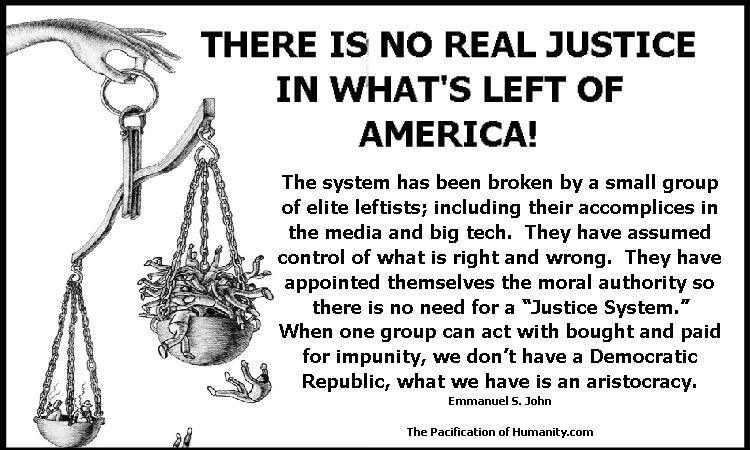 THERE IS NO REAL JUSTICE
IN WHAT'S LEFT OF
AMERICA!
The system has been broken by a small group
of elite leftists; including their accomplices in
the media and big tech.  They have assumed
control of what is right and wrong.  They have
appointed themselves the moral authority so
there is no need for a “Justice System.”
When one group can act with bought and paid
for impunity, we don’t have a Democratic
Republic, what we have is an aristocracy.
Emmanuel S. John
The Pacification of Humanity.com